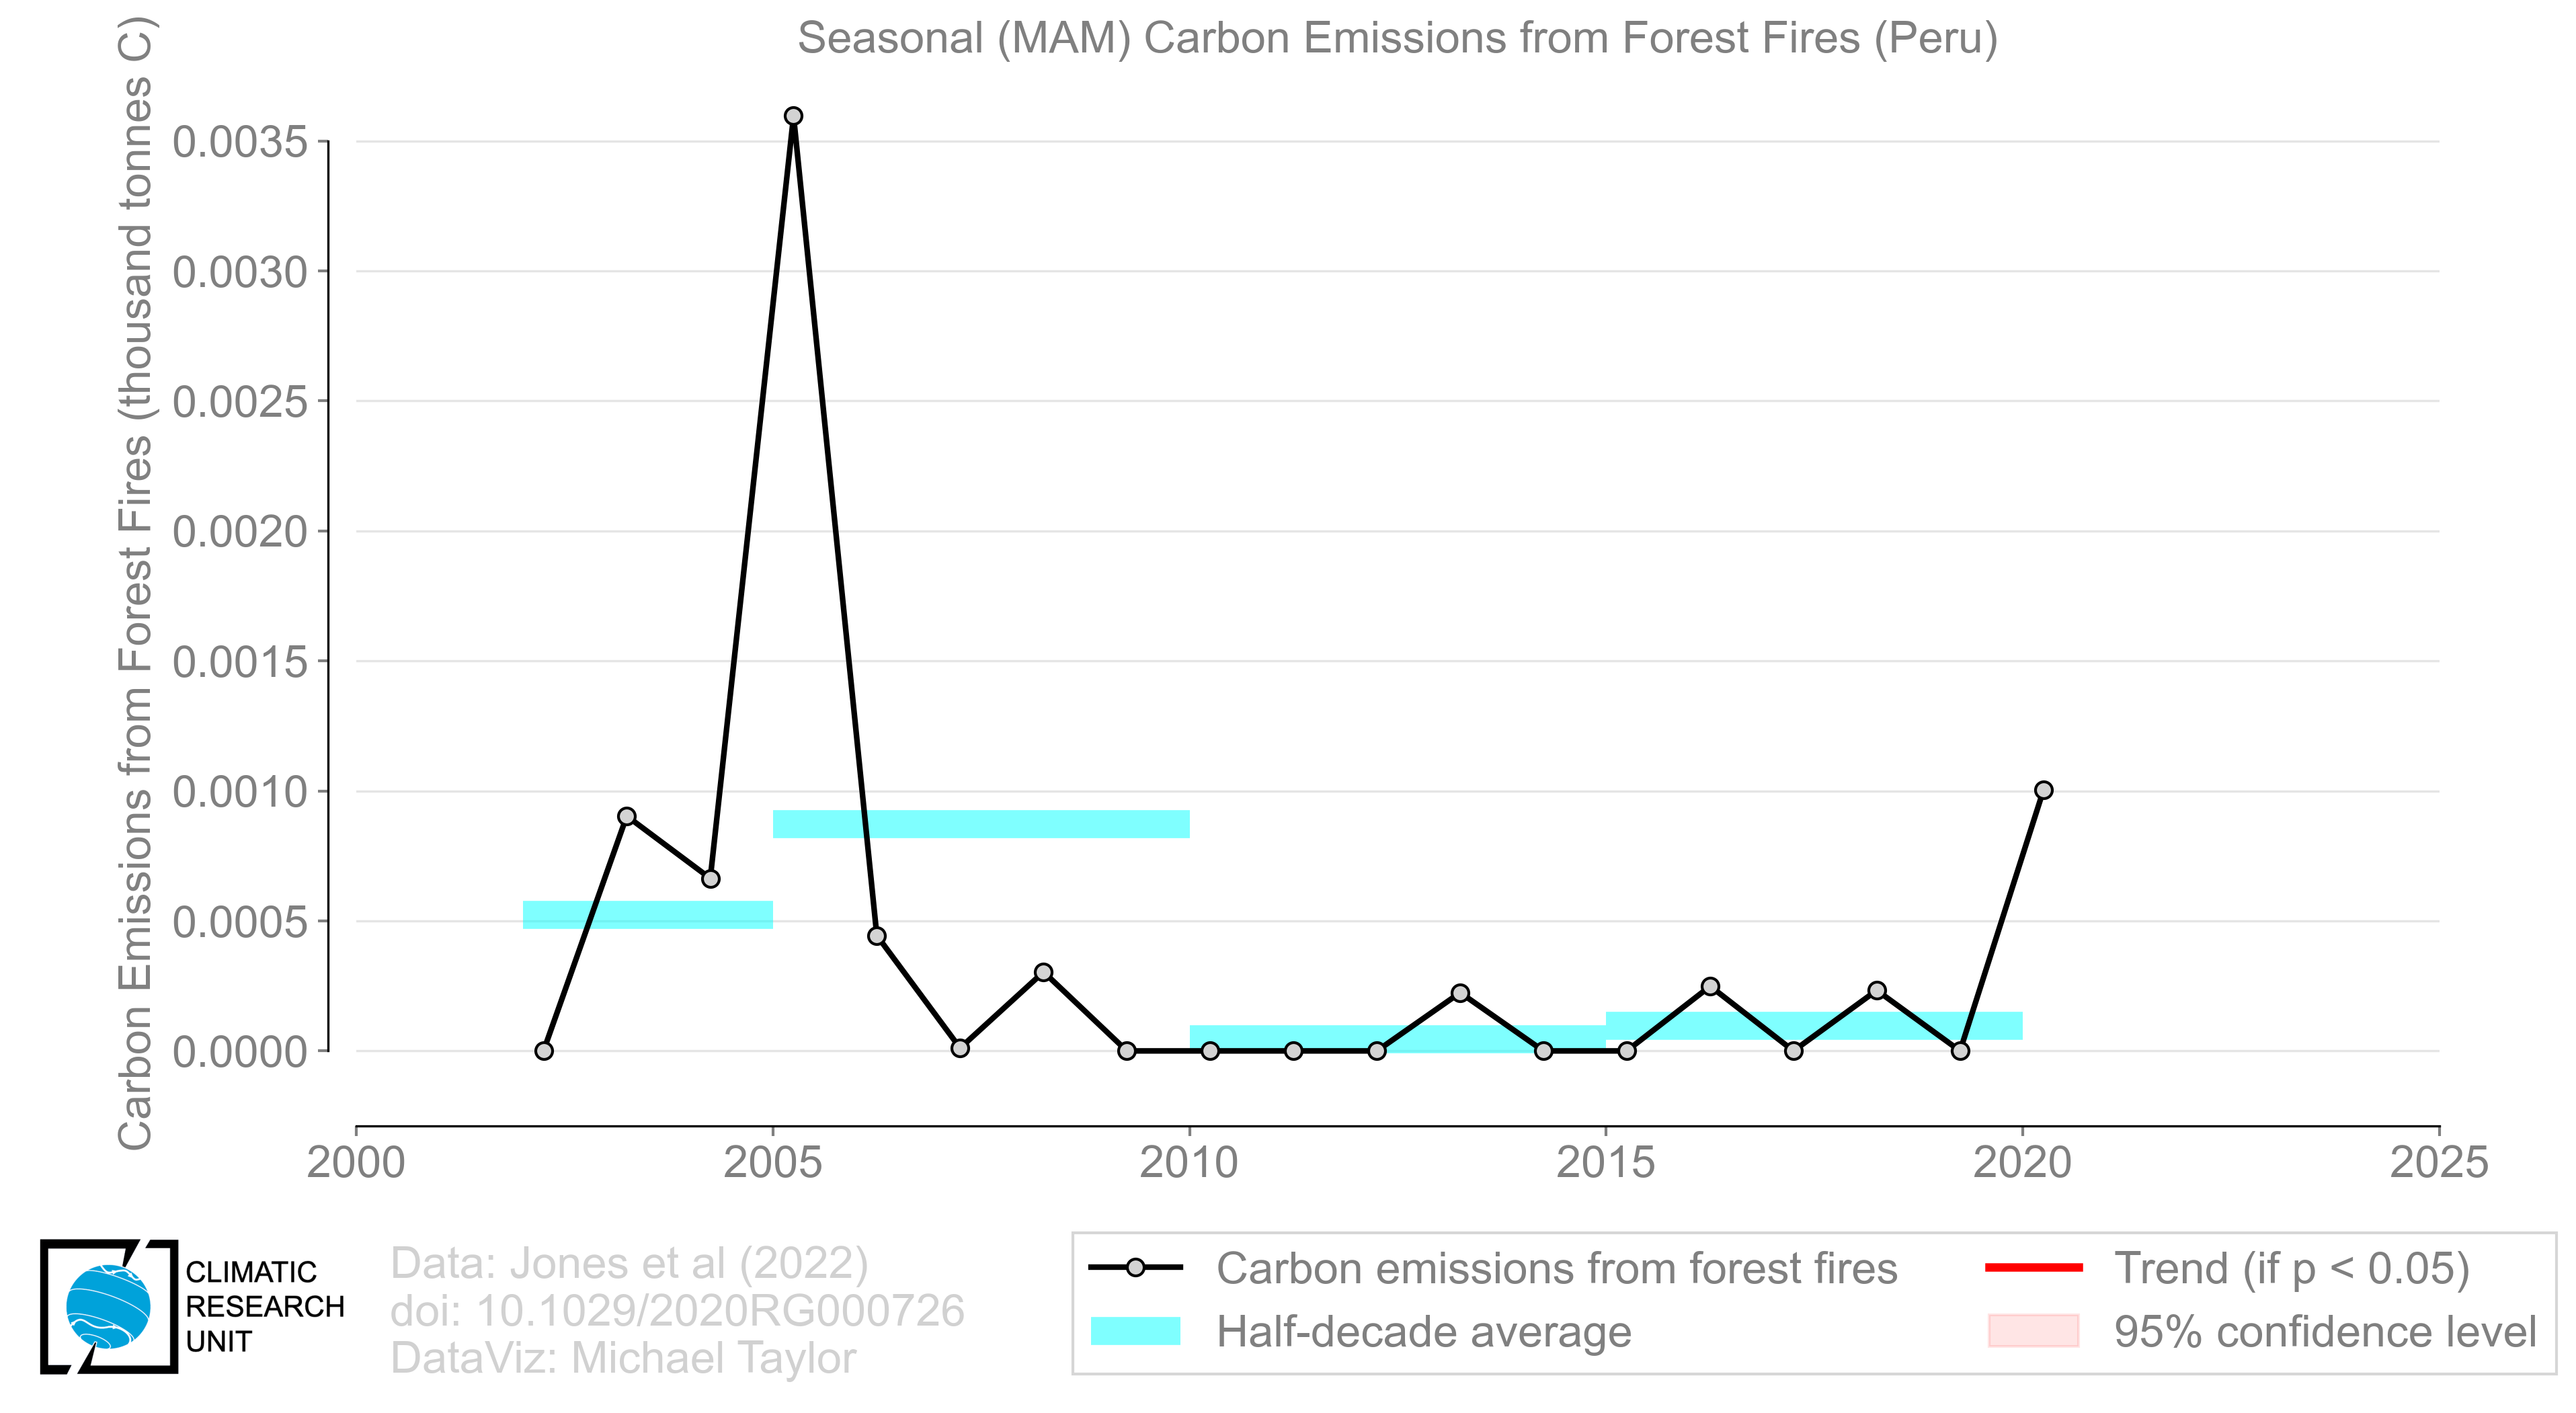 Seasonal (MAM) Carbon Emissions from Forest Fires (Peru)
Carbon Emissions from Forest Fires (thousand tonnes C)
0.0035
0.0030
0.0025
0.0020
0.0015
0.0010
0.0005
0.0000
2000
2005
2010
2015
2020
2025
CLIMATIC
RESEARCH
UNIT
Data: Jones et al (2022)
doi: 10.1029/2020RG000726
DataViz: Michael Taylor
Carbon emissions from forest fires
Half-decade average
Trend (if p < 0.05)
95% confidence level